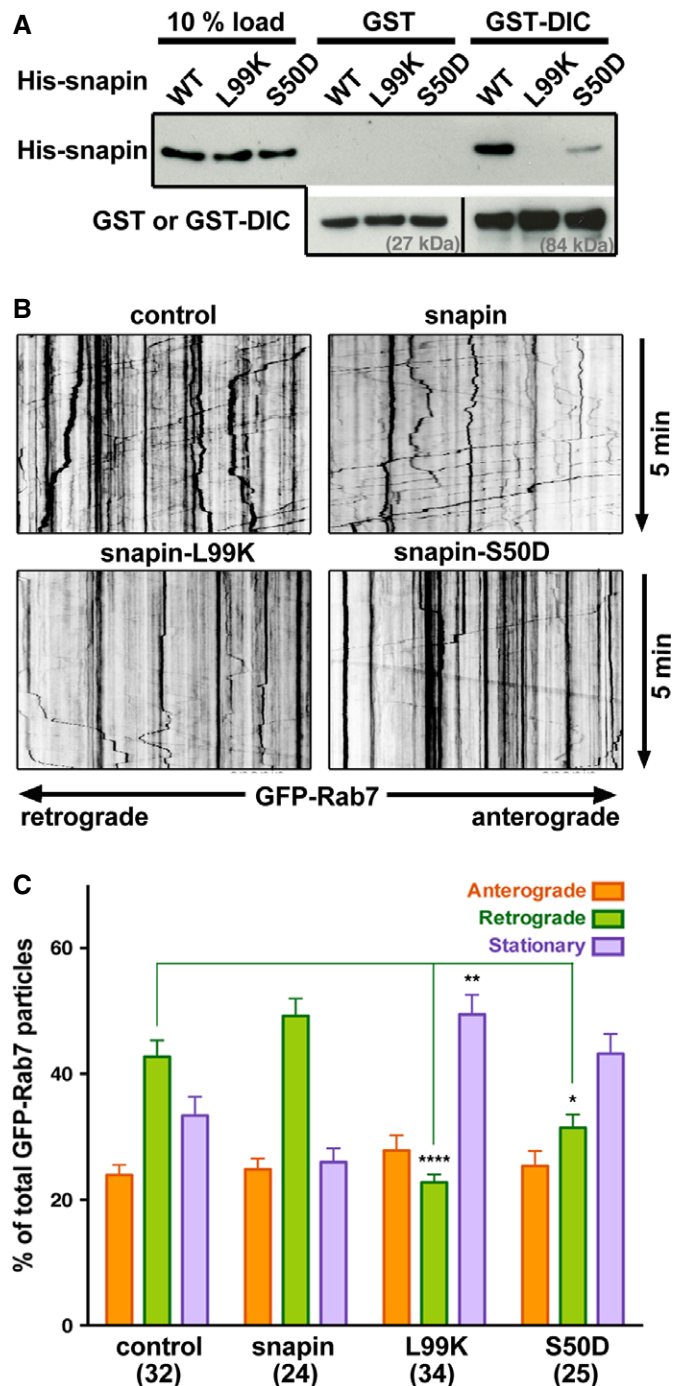 A
10 % load GST GST-DIC
His-snapin WT L99K S50D WT L99K S50D WT L99K S50D
His-snapin
GST or GST-DIC (27 kDa) (84 kDa)
B
control snapin
5 min
snapin-L99K snapin-S50D
5 min
GFP-Rab7
retrograde anterograde
C
Anterograde
Retrograde
Stationary
% of total GFP-Rab7 particles
60
40
20
0
**
****
*
control snapin L99K S50D
(32) (24) (34) (25)